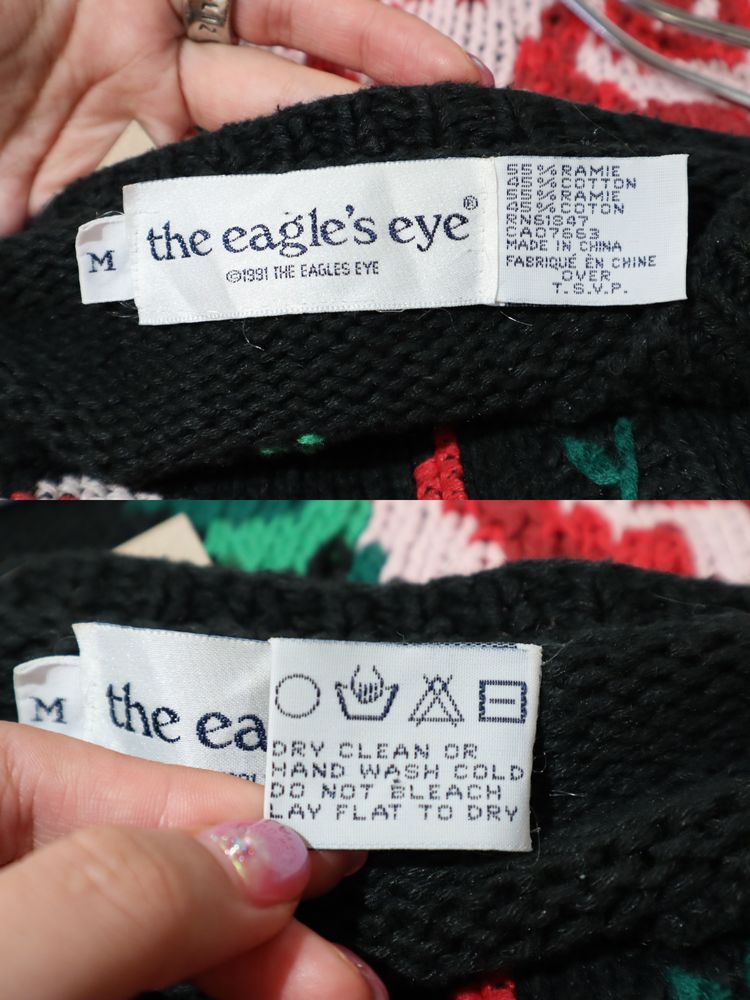 M
the eagle's eye®
©1991 THE EAGLES EYE
55% RAMIE
45% COTTON
55% RAMIE
45% COTON
RN61847
CA07663
MADE IN CHINA
FABRIQUÉ EN CHINE
OVER
T.S.V.P.
M
the ea
DRY CLEAN OR
HAND WASH COLD
DO NOT BLEACH
LAY FLAT TO DRY